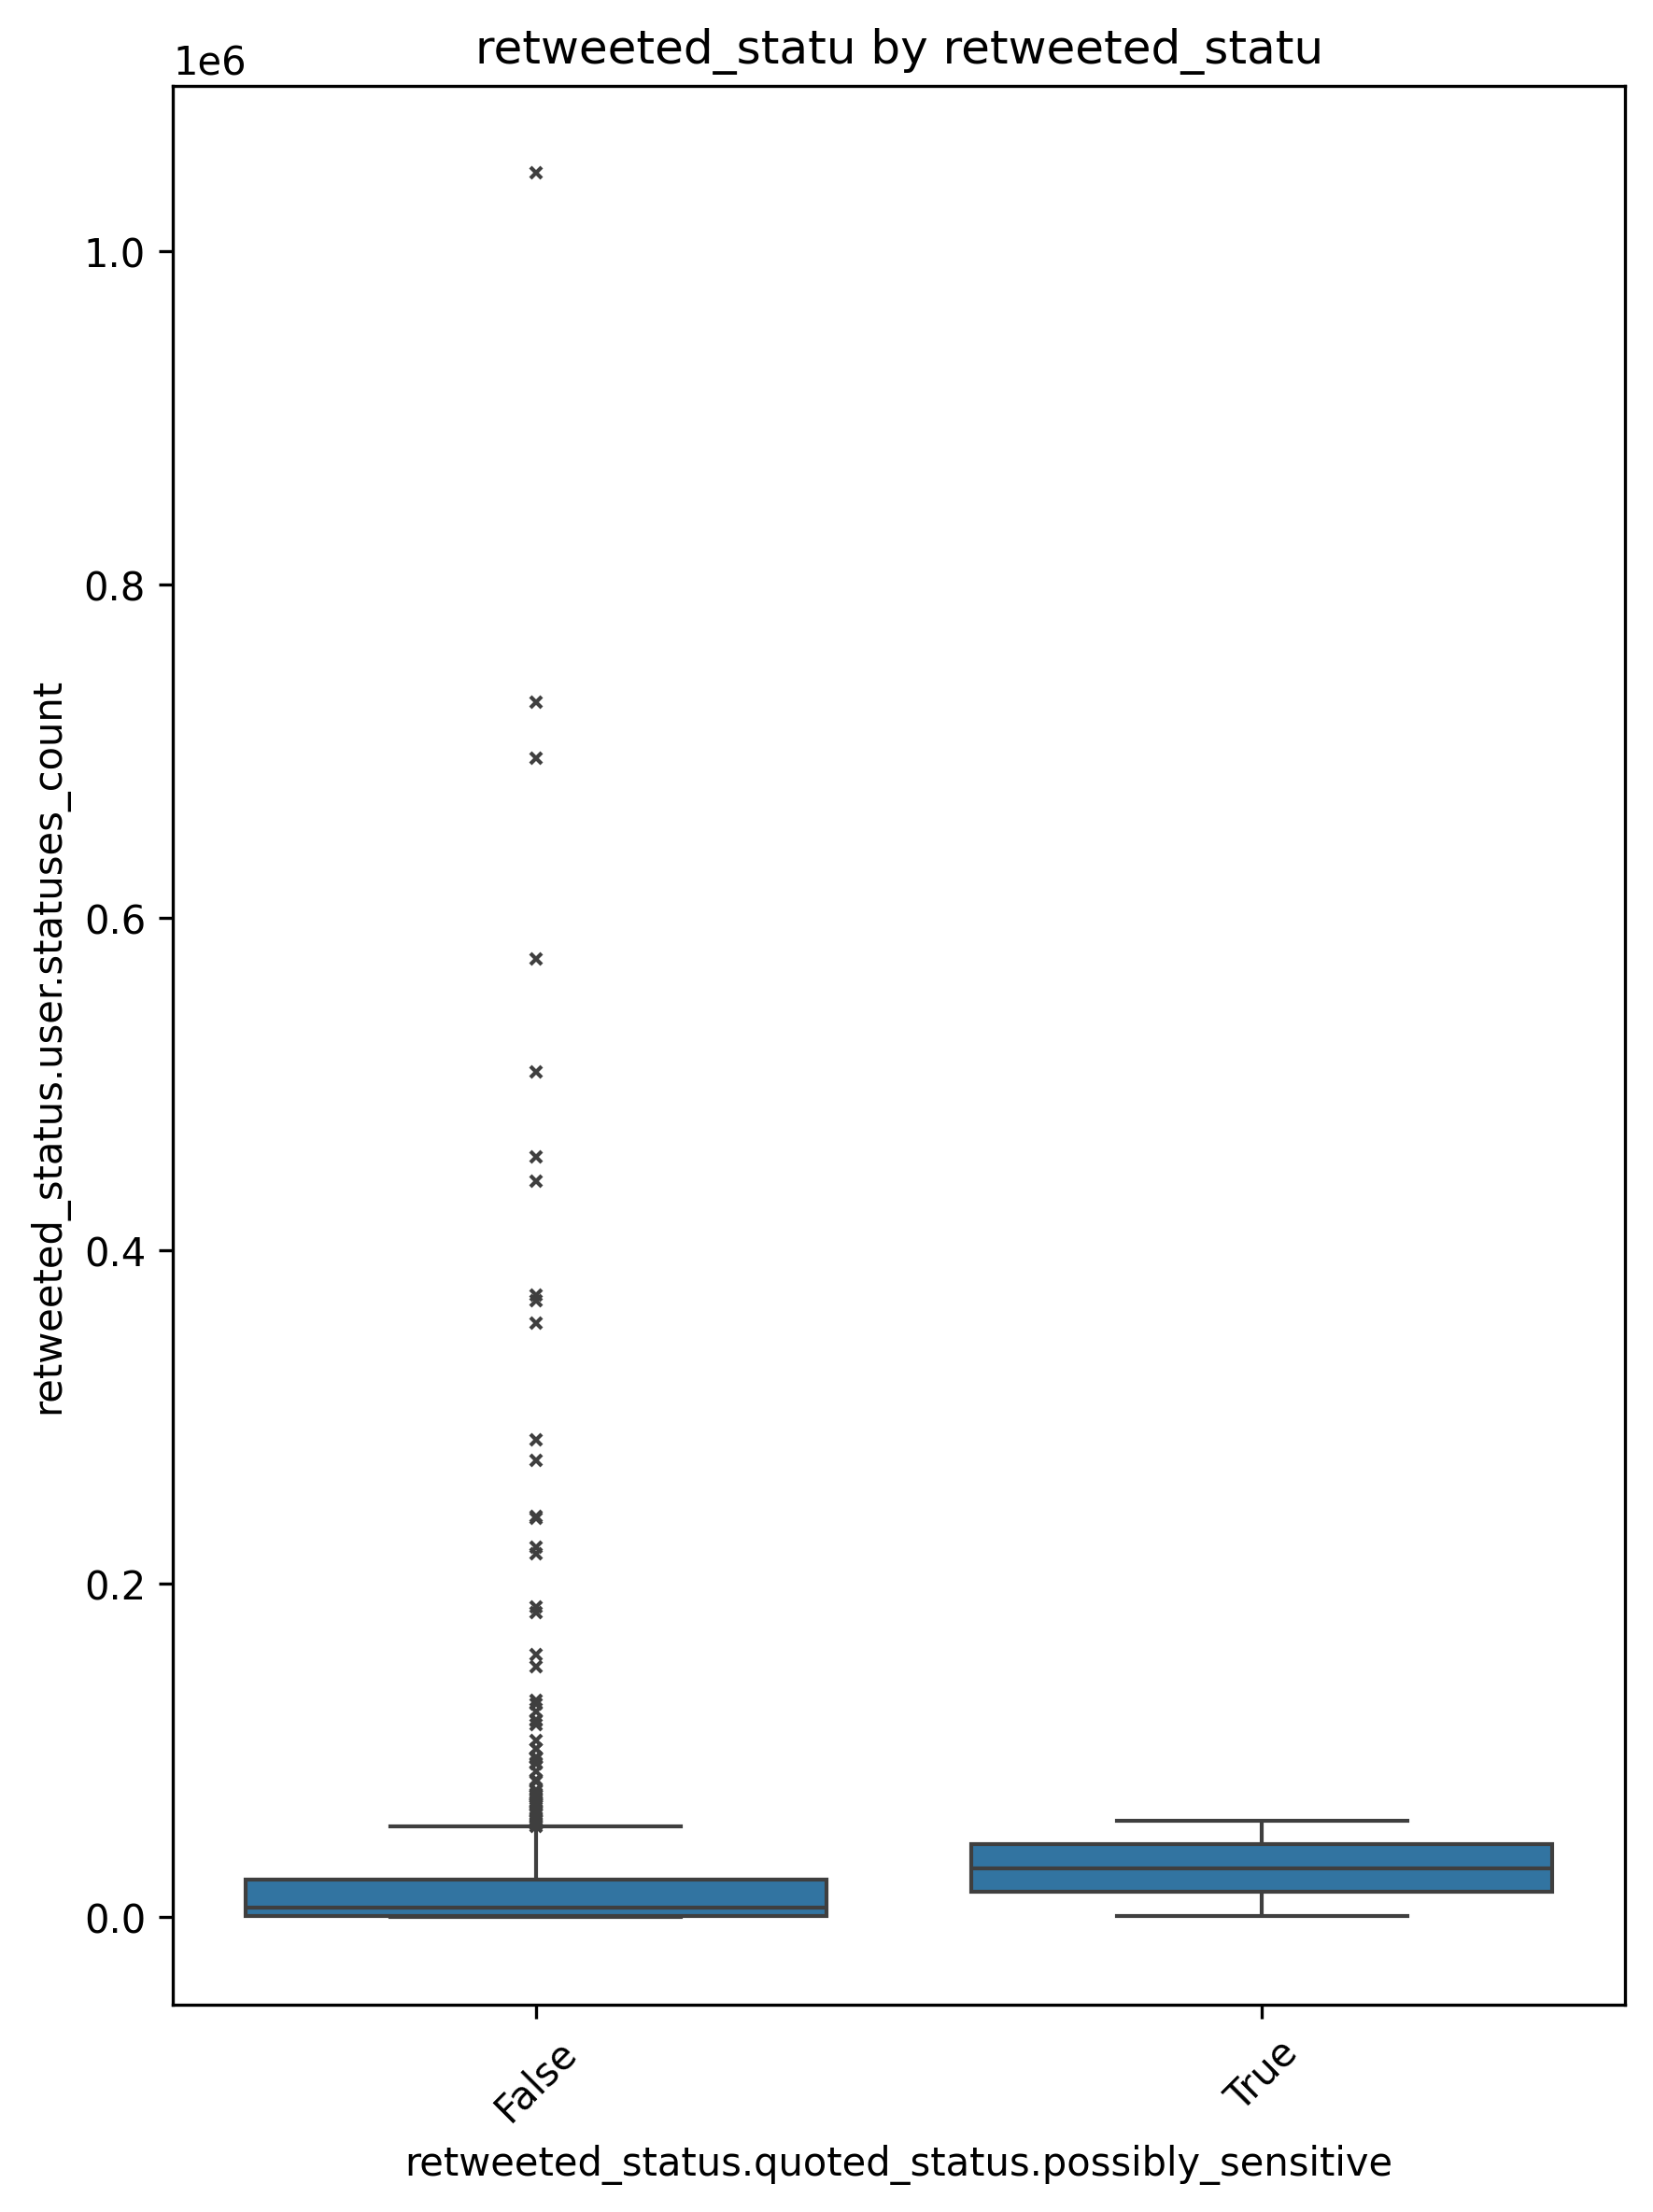 retweeted_statu by retweeted_statu
1e6
1.0
0.8
0.6
0.4
0.2
0.0
retweeted_status.user.statuses_count
False
True
retweeted_status.quoted_status.possibly_sensitive